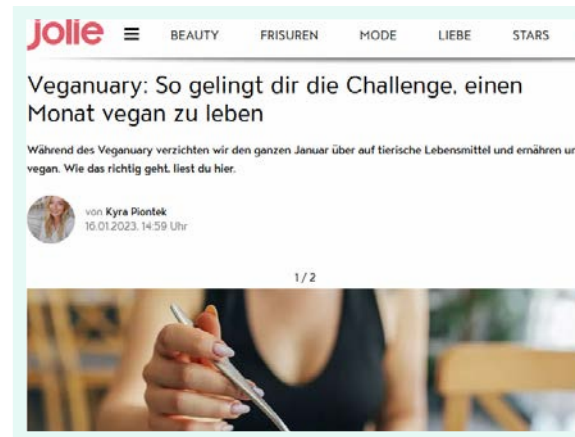 jolie BEAUTY FRISUREN MODE LIEBE STARS
Veganuary: So gelingt dir die Challenge, einen
Monat vegan zu leben
Während des Veganuary verzichten wir den ganzen Januar über auf tierische Lebensmittel und ernähren
vegan. Wie das richtig geht, liest du hier.
von Kyra Piontek
16.01.2023, 14:59 Uhr
1 / 2